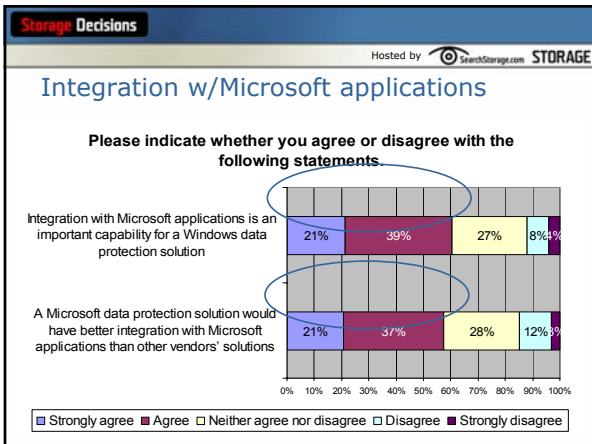 Storage Decisions
Hosted by SearchStorage.com STORAGE
Integration w/Microsoft applications
Please indicate whether you agree or disagree with the
following statements.
Integration with Microsoft applications is an
important capability for a Windows data
protection solution
21% 39% 27% 8% 4%
A Microsoft data protection solution would
have better integration with Microsoft
applications than other vendors' solutions
21% 37% 28% 12% 3%
0% 10% 20% 30% 40% 50% 60% 70% 80% 90% 100%
Strongly agree Agree Neither agree nor disagree Disagree Strongly disagree